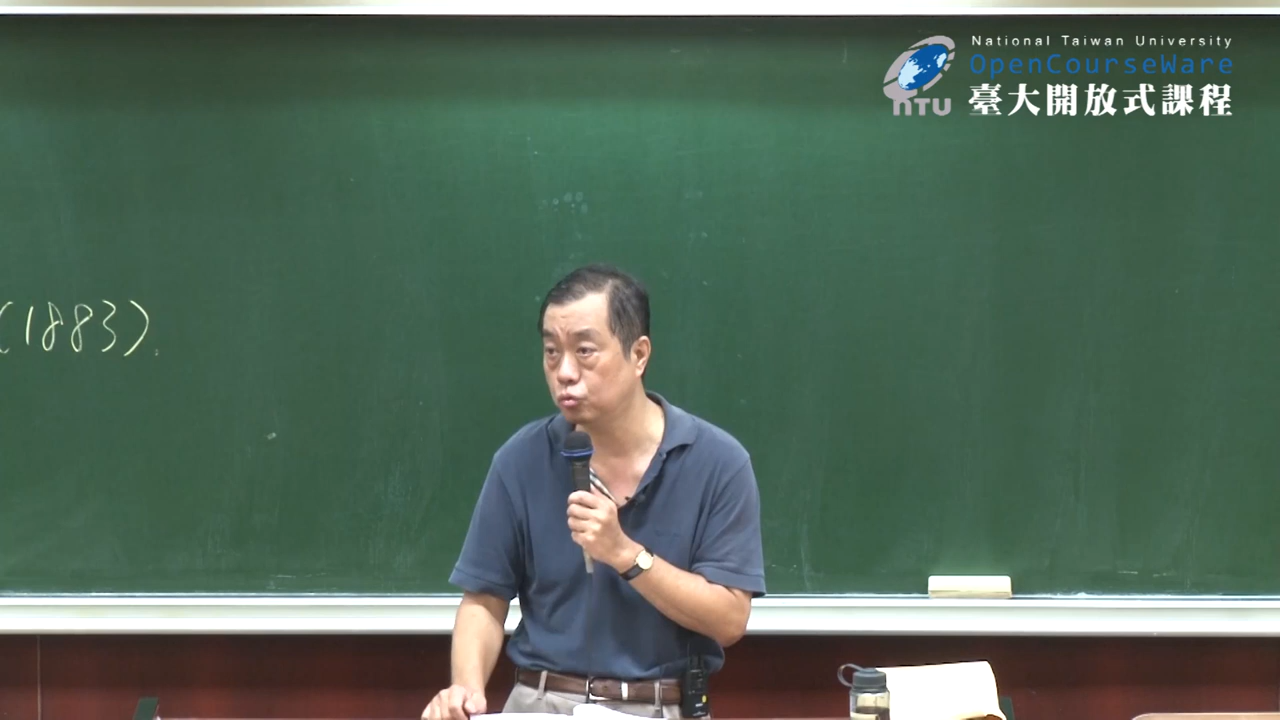 National Taiwan University
OpenCourseWare
臺大開放式課程
NTU
(1883).